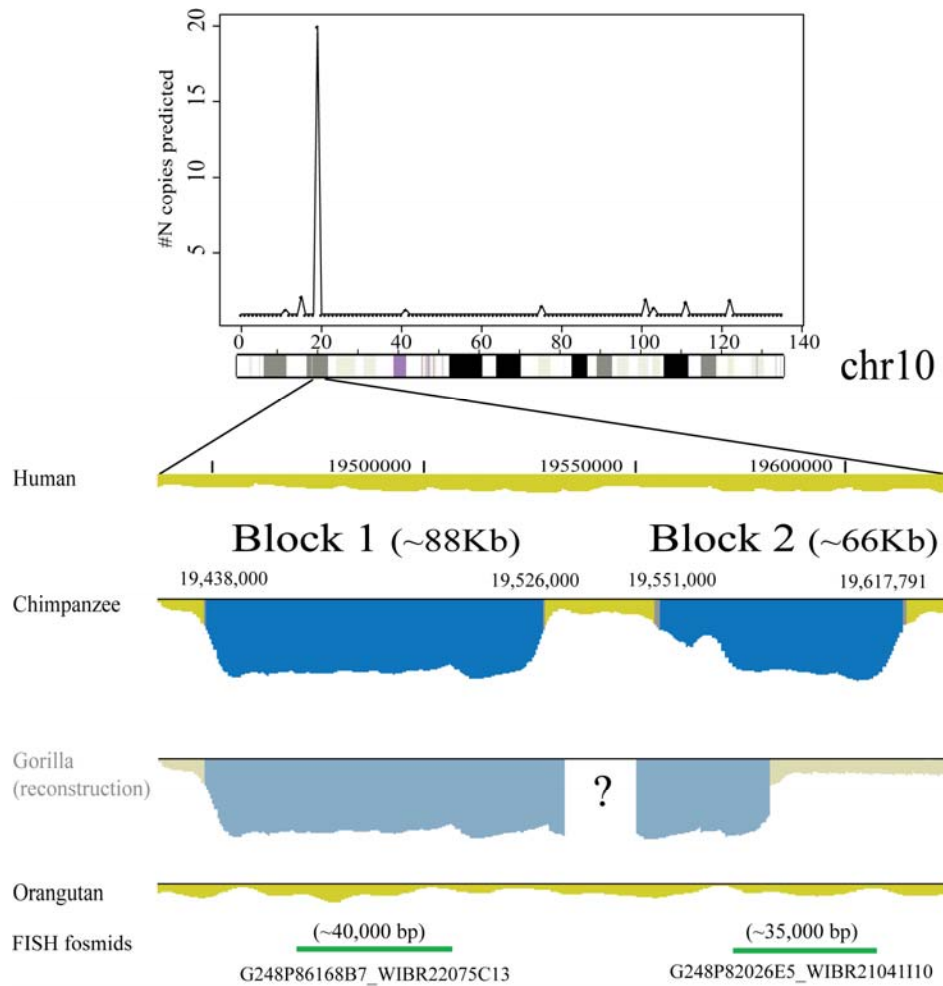 #N copies predicted
20
15
10
5
0 20 40 60 80 100 120 140
chr10
19500000 19550000 19600000
Human
Block 1 (~88Kb) Block 2 (~66Kb)
19,438,000 19,526,000 19,551,000 19,617,791
Chimpanzee
Gorilla
(reconstruction)
?
Orangutan
(~40,000 bp) (~35,000 bp)
FISH fosmids
G248P86168B7_WIBR22075C13 G248P82026E5_WIBR21041I10